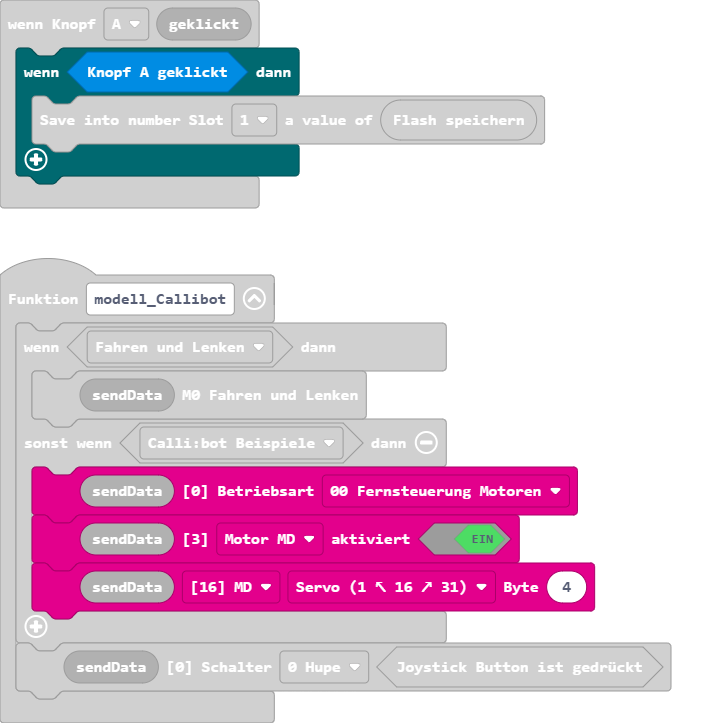 wenn Knopf A geklickt
wenn Knopf A geklickt dann
Save into number Slot 1 a value of Flash speichern
Funktion modell_Callibot
wenn Fahren und Lenken dann
sendData M0 Fahren und Lenken
sonst wenn Calli:bot Beispiele dann
sendData [0] Betriebsart 00 Fernsteuerung Motoren
sendData [3] Motor MD aktiviert EIN
sendData [16] MD Servo (1 ↖ 16 ↗ 31) Byte 4
sendData [0] Schalter 0 Hupe Joystick Button ist gedrückt